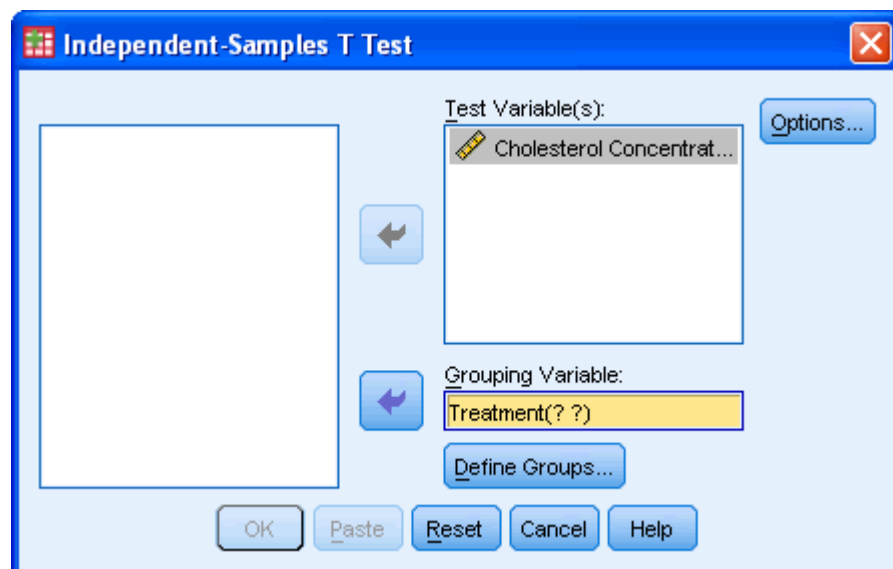 Independent-Samples T Test
Test Variable(s):
Options...
Cholesterol Concentrat...
Grouping Variable:
Treatment(? ?)
Define Groups...
OK Paste Reset Cancel Help